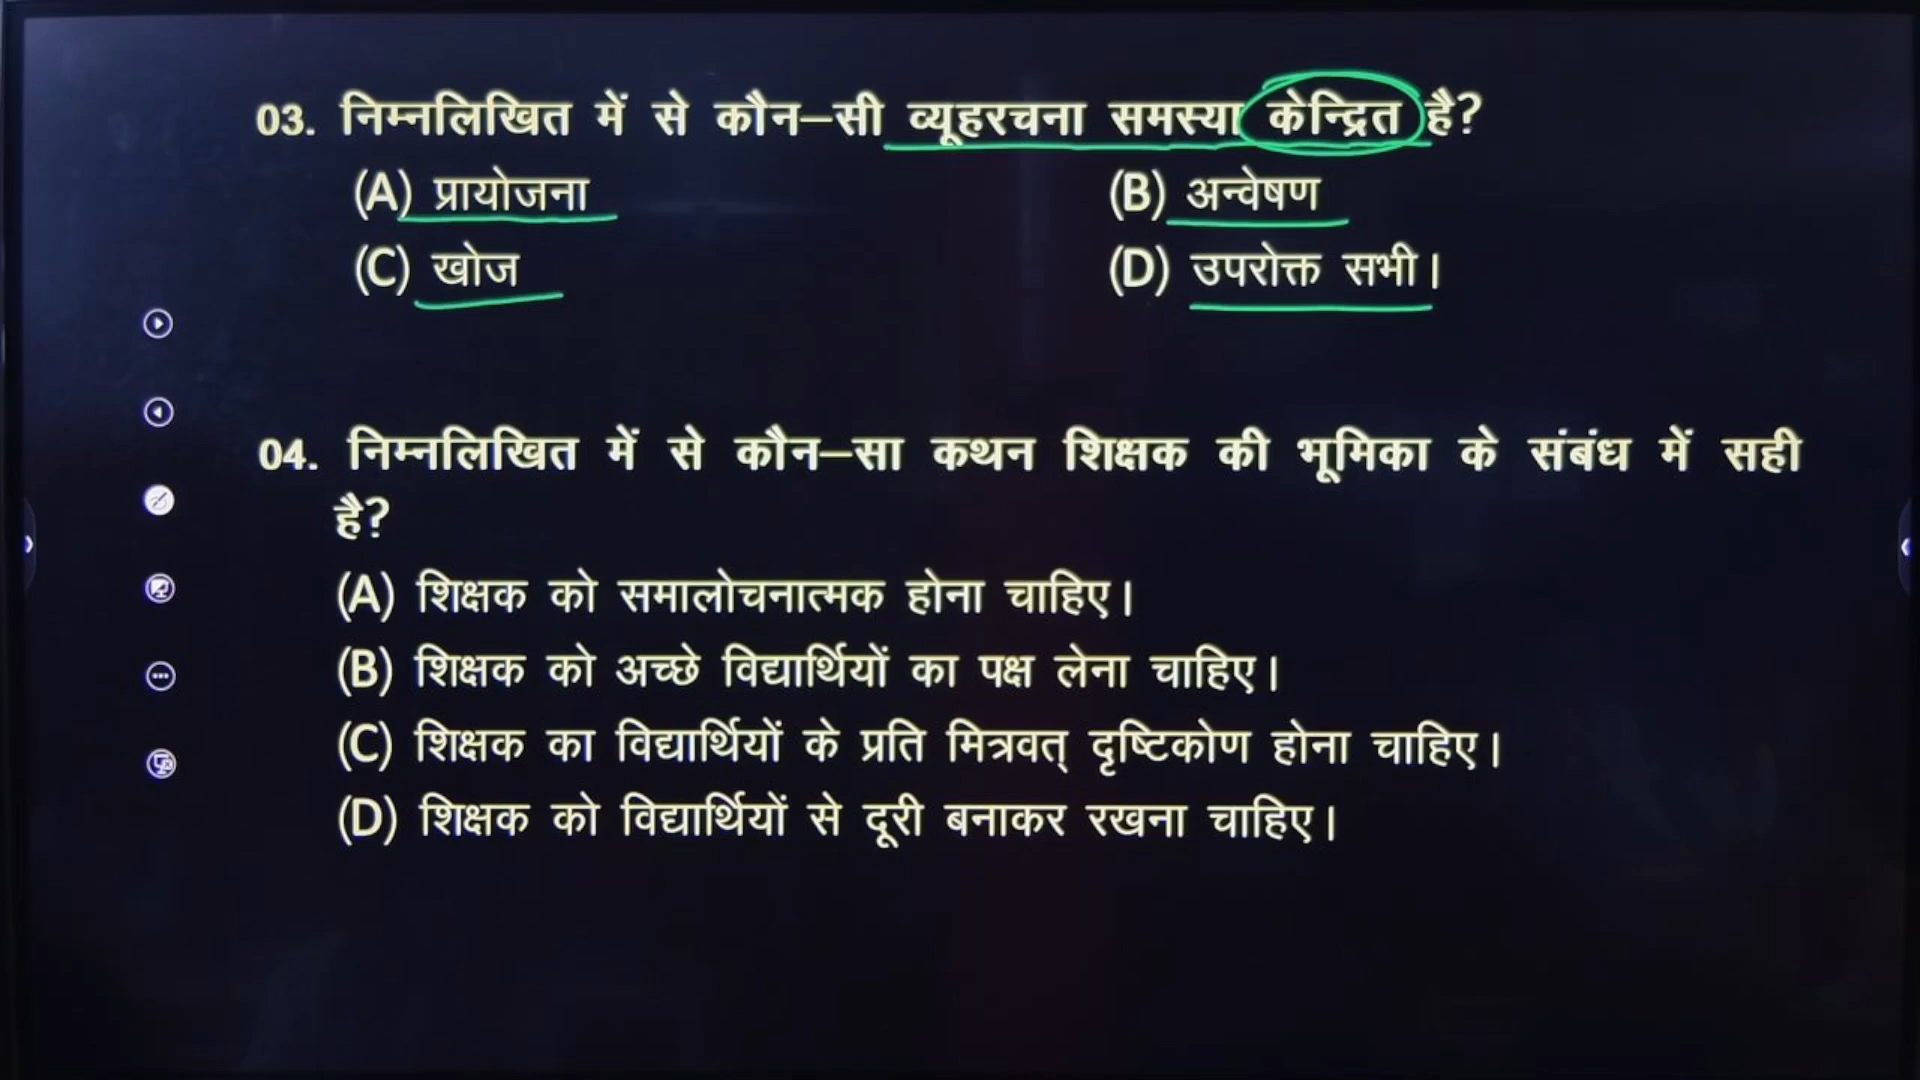 03. निम्नलिखित में से कौन–सी व्यूहरचना समस्या केन्द्रित है?
(A) प्रायोजना (B) अन्वेषण
(C) खोज (D) उपरोक्त सभी।
04. निम्नलिखित में से कौन–सा कथन शिक्षक की भूमिका के संबंध में सही
है?
(A) शिक्षक को समालोचनात्मक होना चाहिए।
(B) शिक्षक को अच्छे विद्यार्थियों का पक्ष लेना चाहिए।
(C) शिक्षक का विद्यार्थियों के प्रति मित्रवत् दृष्टिकोण होना चाहिए।
(D) शिक्षक को विद्यार्थियों से दूरी बनाकर रखना चाहिए।